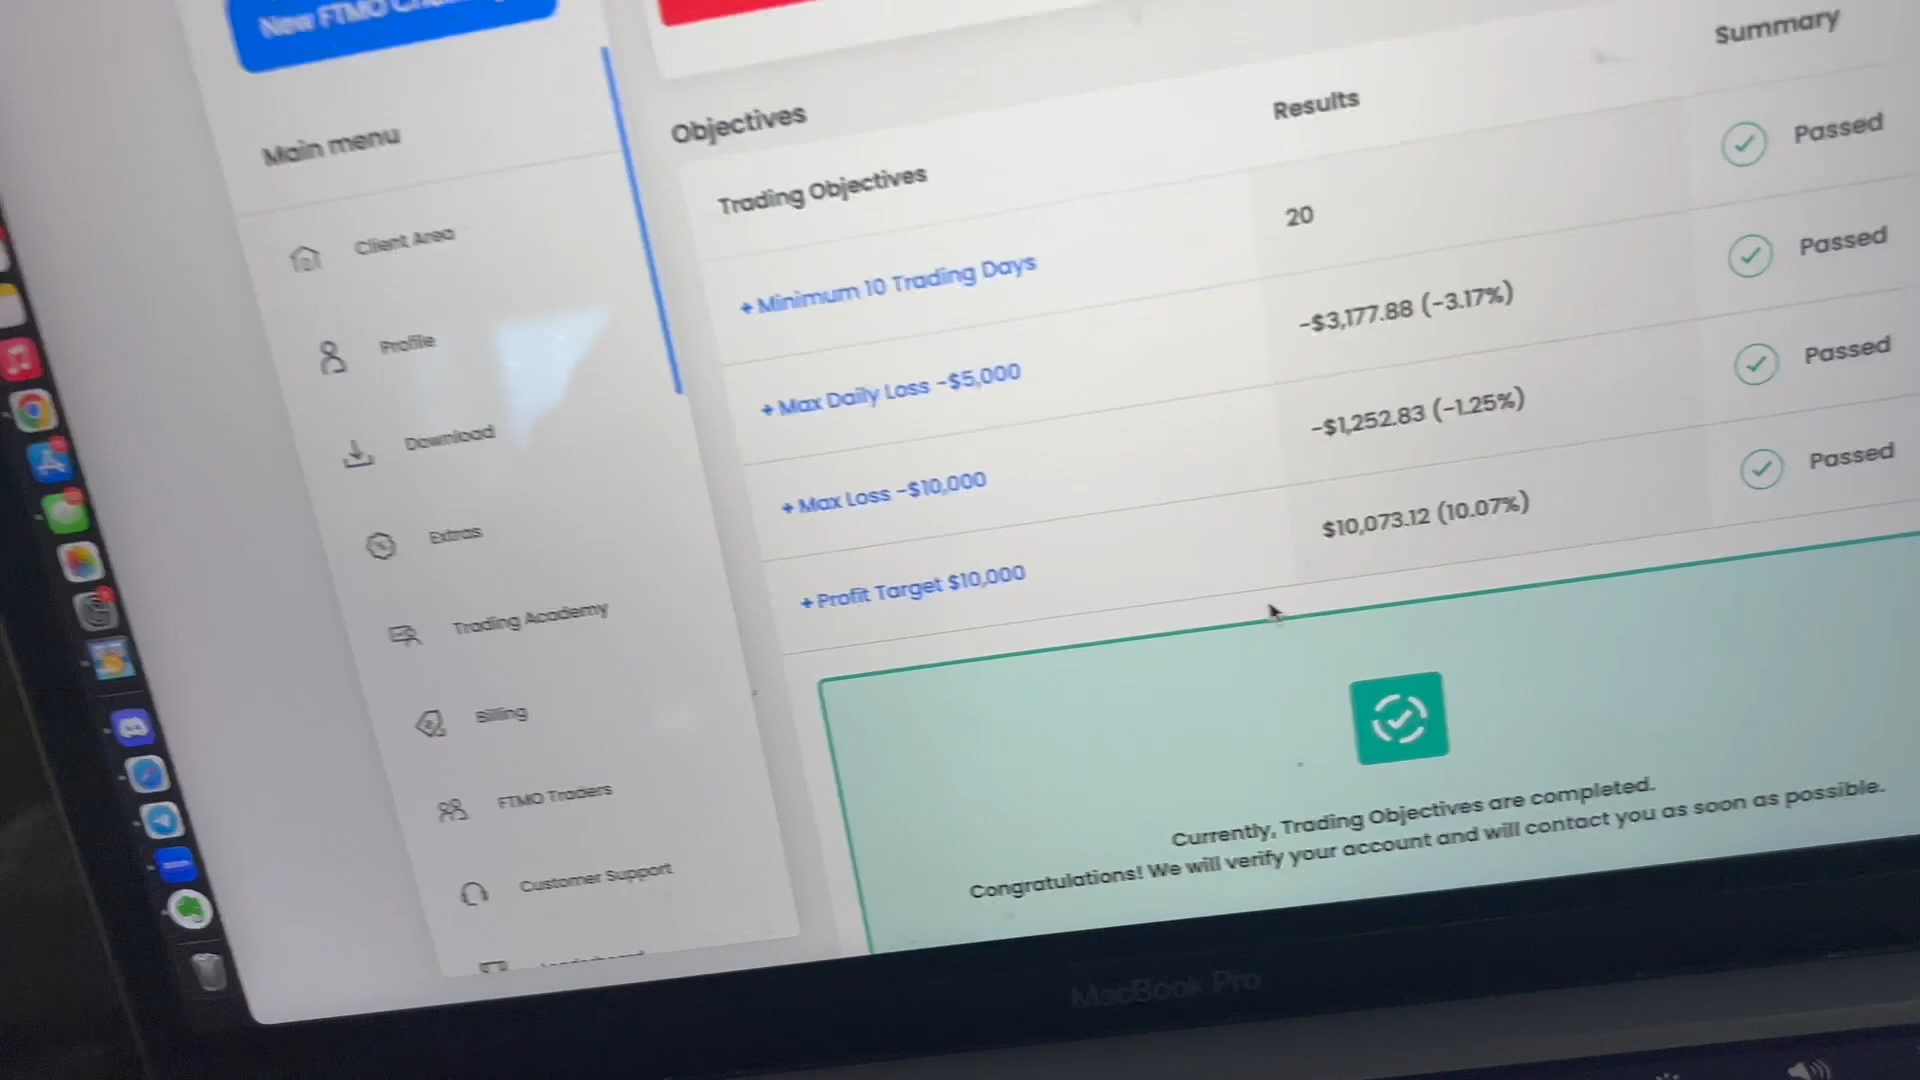 New FTMO
Main menu
Client Area
Profile
Download
Extras
Trading Academy
Billing
FTMO Traders
Customer Support
Objectives
Trading Objectives
Results
Summary
+ Minimum 10 Trading Days
20
Passed
+ Max Daily Loss -$5,000
-$3,177.88 (-3.17%)
Passed
+ Max Loss -$10,000
-$1,252.83 (-1.25%)
Passed
+ Profit Target $10,000
$10,073.12 (10.07%)
Passed
Currently, Trading Objectives are completed.
Congratulations! We will verify your account and will contact you as soon as possible.
MacBook Pro